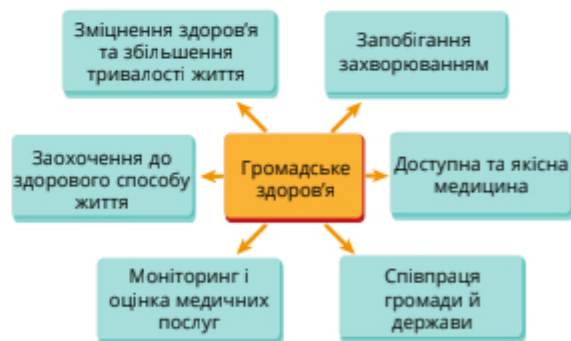 Зміцнення здоров'я
та збільшення
тривалості життя
Запобігання
захворюванням
Заохочення до
здорового способу
життя
Громадське
здоров'я
Доступна та якісна
медицина
Моніторинг і
оцінка медичних
послуг
Співпраця
громади й
держави